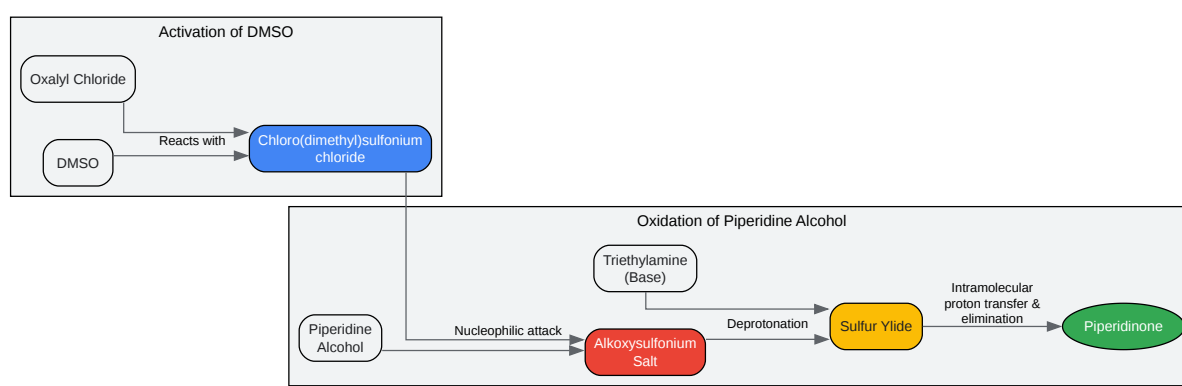 Activation of DMSO
Oxalyl Chloride
Reacts with
DMSO
Chloro(dimethyl)sulfonium
chloride
Oxidation of Piperidine Alcohol
Triethylamine
(Base)
Piperidine
Alcohol
Nucleophilic attack
Alkoxysulfonium
Salt
Deprotonation
Sulfur Ylide
Intramolecular
proton transfer &
elimination
Piperidinone